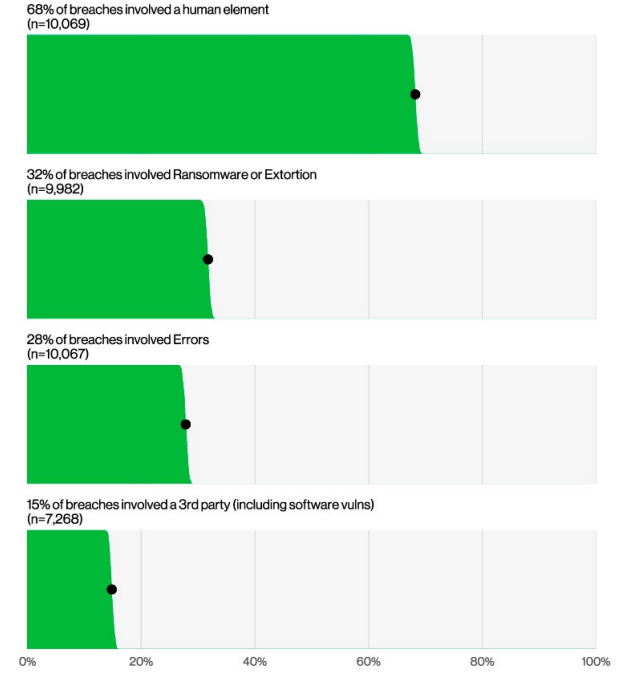 68% of breaches involved a human element
(n=10,069)
32% of breaches involved Ransomware or Extortion
(n=9,982)
28% of breaches involved Errors
(n=10,067)
15% of breaches involved a 3rd party (including software vulns)
(n=7,268)
0% 20% 40% 60% 80% 100%